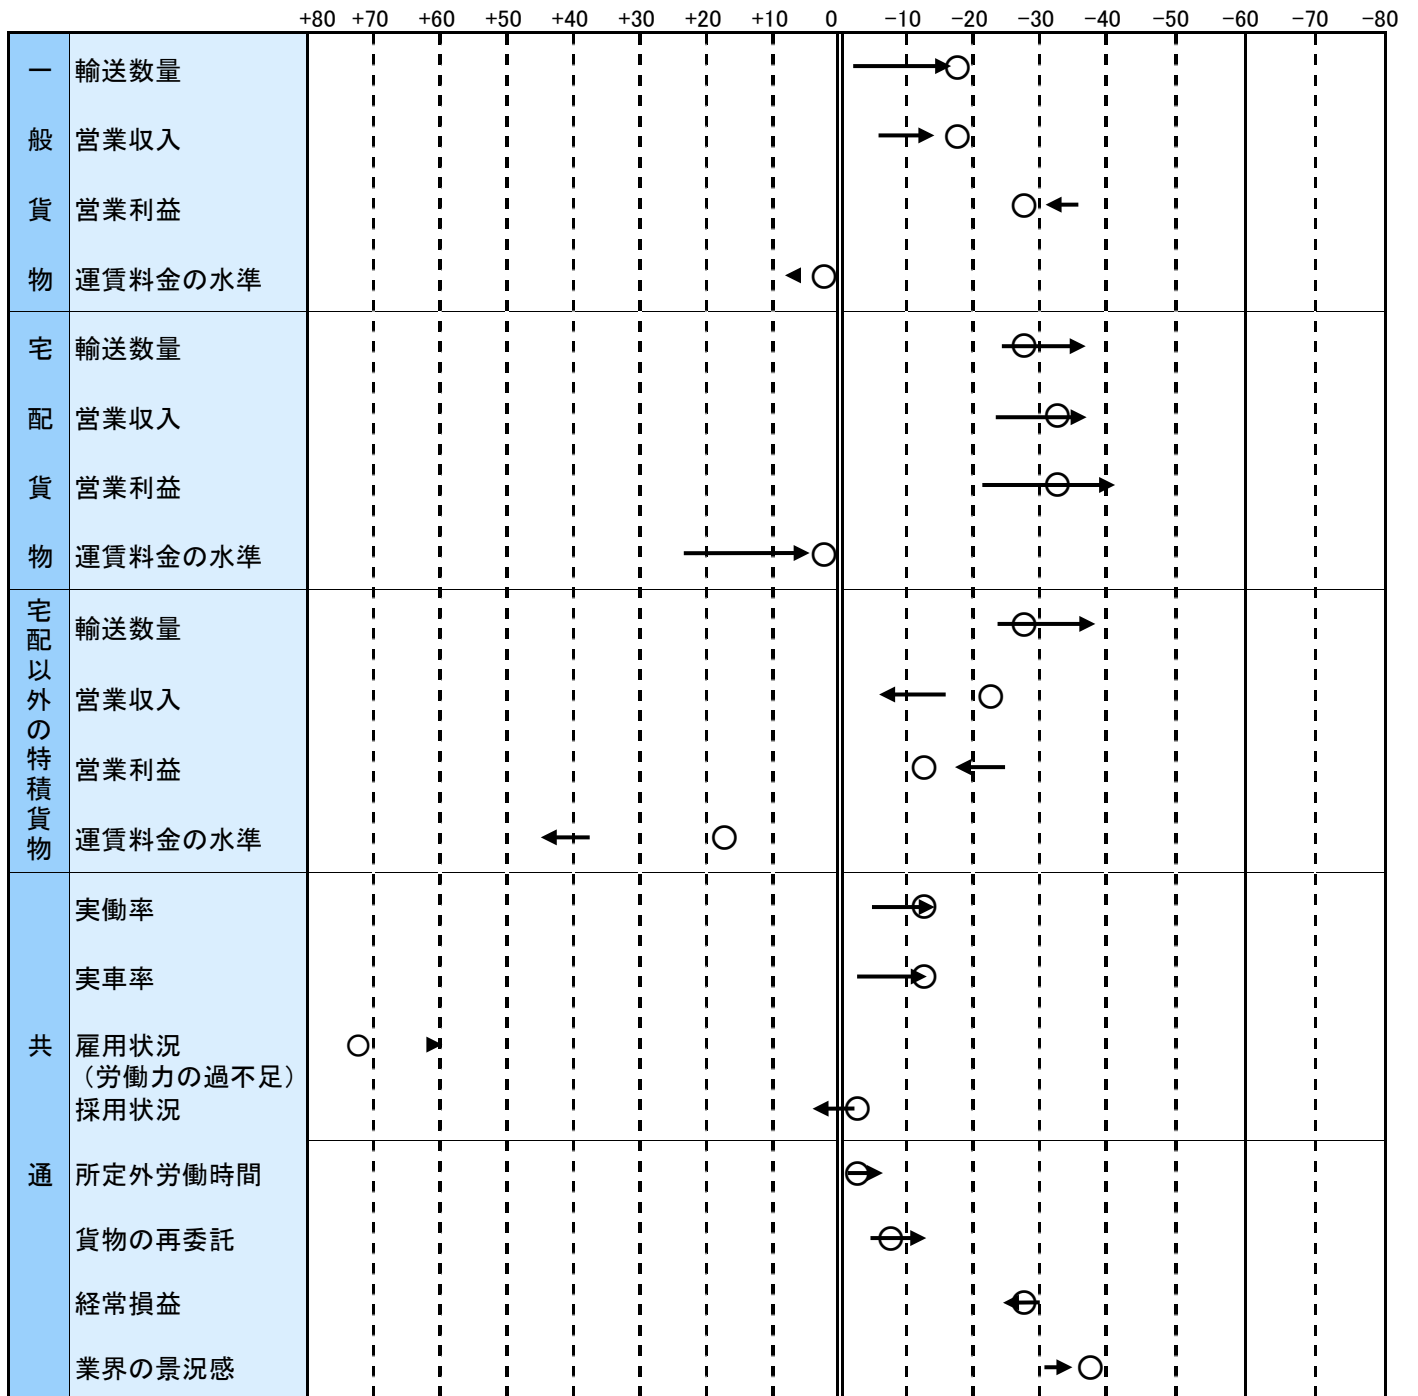 +80 +70 +60 +50 +40 +30 +20 +10 0 -10 -20 -30 -40 -50 -60 -70 -80
一般貨物
輸送数量
営業収入
営業利益
運賃料金の水準
宅配貨物
輸送数量
営業収入
営業利益
運賃料金の水準
宅配以外の特積貨物
輸送数量
営業収入
営業利益
運賃料金の水準
共通
実働率
実車率
雇用状況
（労働力の過不足）
採用状況
所定外労働時間
貨物の再委託
経常損益
業界の景況感